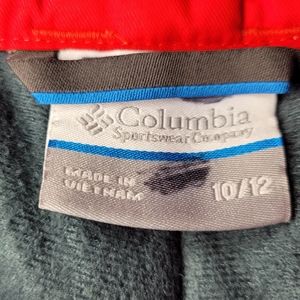 Columbia
Sportswear Company
MADE IN
VIETNAM
10/12